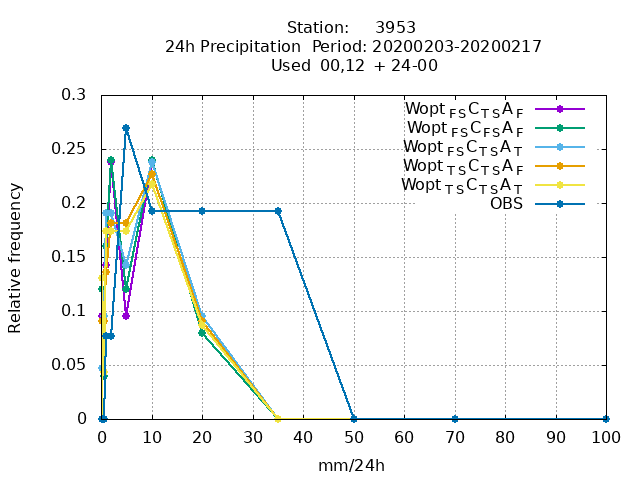 Station: 3953
24h Precipitation Period: 20200203-20200217
Used 00,12 + 24-00
Relative frequency
0.3
0.25
0.2
0.15
0.1
0.05
0
Wopt FS C TS A F
Wopt FS C FS A F
Wopt FS C TS A T
Wopt TS C TS A F
Wopt TS C TS A T
OBS
0 10 20 30 40 50 60 70 80 90 100
mm/24h